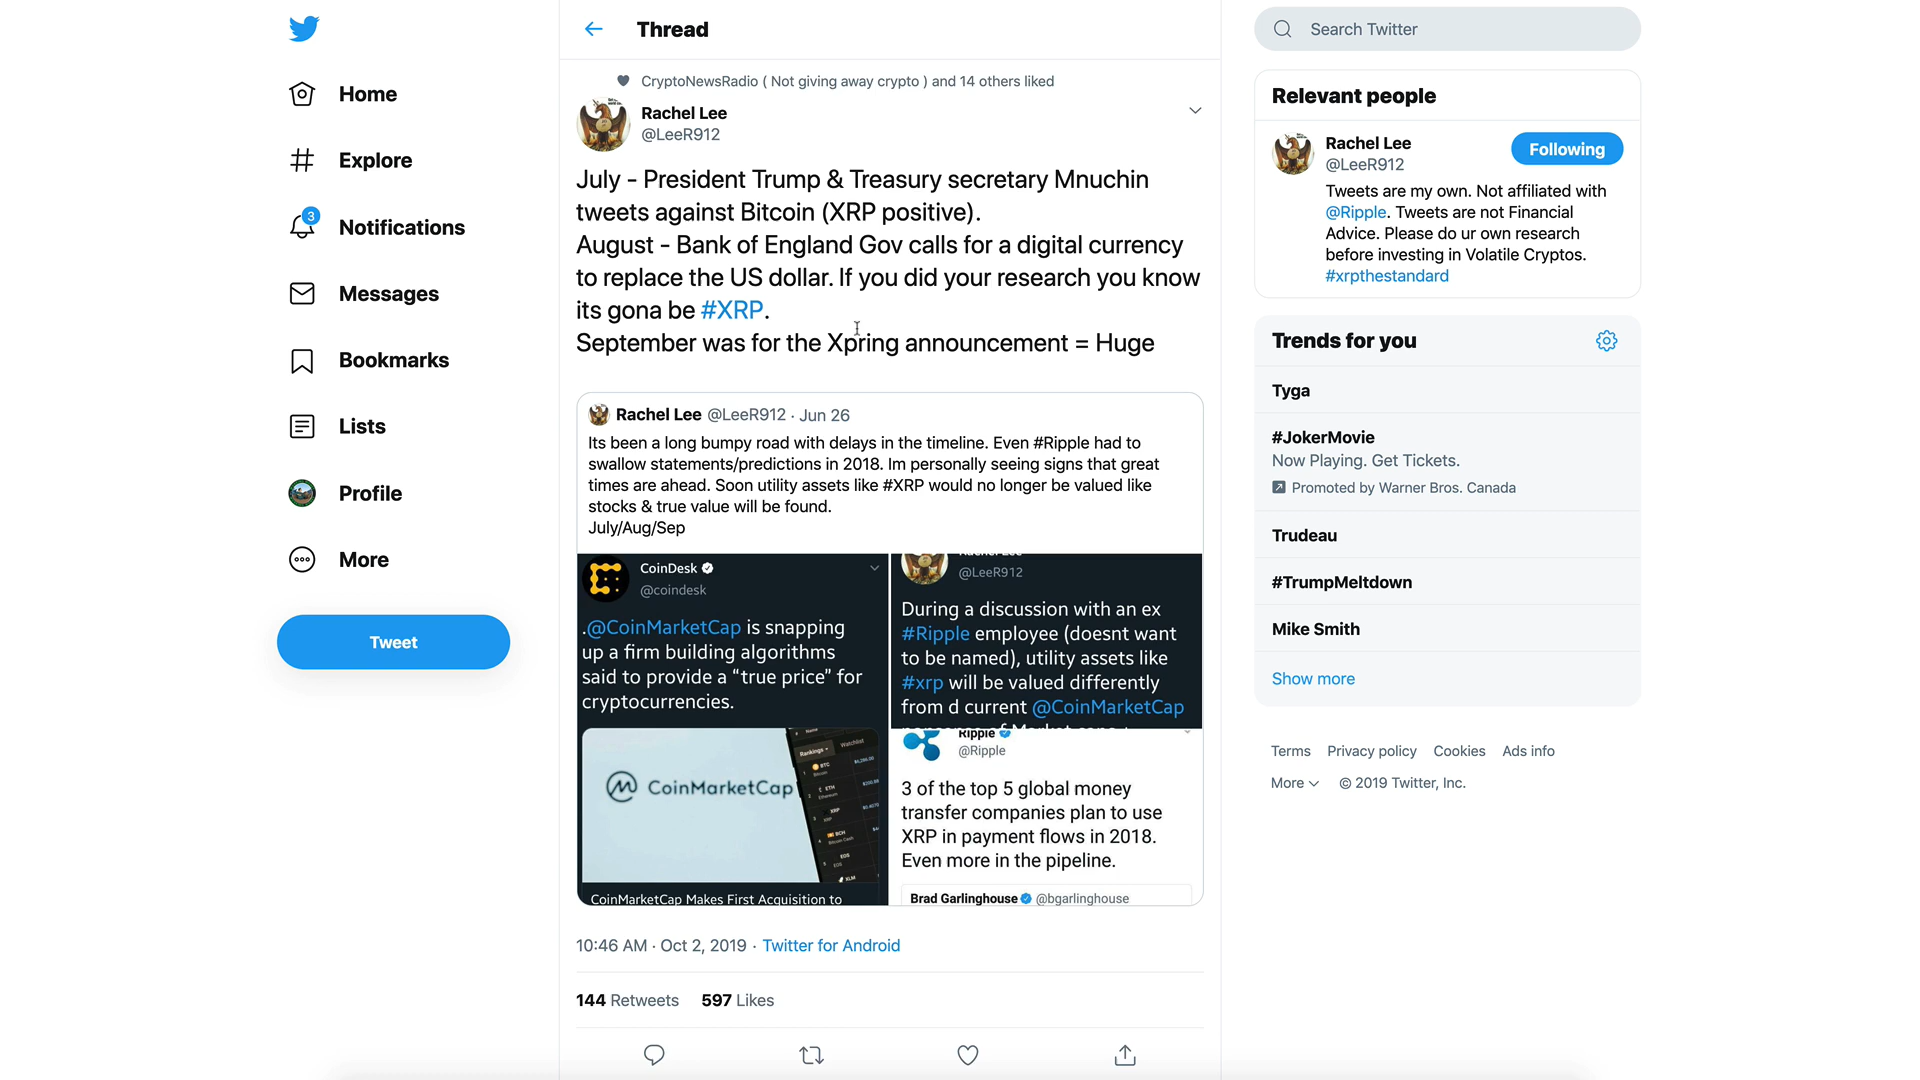 Home
Explore
3
Notifications
Messages
Bookmarks
Lists
Profile
More
Tweet
Thread
CryptoNewsRadio ( Not giving away crypto ) and 14 others liked
Rachel Lee
@LeeR912
July - President Trump & Treasury secretary Mnuchin
tweets against Bitcoin (XRP positive).
August - Bank of England Gov calls for a digital currency
to replace the US dollar. If you did your research you know
its gona be #XRP.
September was for the Xpring announcement = Huge
Rachel Lee @LeeR912 · Jun 26
Its been a long bumpy road with delays in the timeline. Even #Ripple had to
swallow statements/predictions in 2018. Im personally seeing signs that great
times are ahead. Soon utility assets like #XRP would no longer be valued like
stocks & true value will be found.
July/Aug/Sep
CoinDesk
@coindesk
.@CoinMarketCap is snapping
up a firm building algorithms
said to provide a “true price” for
cryptocurrencies.
CoinMarketCap
Rankings
Watchlist
BTC
Bitcoin
ETH
Ethereum
XRP
XRP
BCH
Bitcoin Cash
EOS
EOS
XLM
CoinMarketCap Makes First Acquisition to
@LeeR912
During a discussion with an ex
#Ripple employee (doesnt want
to be named), utility assets like
#xrp will be valued differently
from d current @CoinMarketCap
Ripple
@Ripple
3 of the top 5 global money
transfer companies plan to use
XRP in payment flows in 2018.
Even more in the pipeline.
Brad Garlinghouse @bgarlinghouse
10:46 AM · Oct 2, 2019 · Twitter for Android
144 Retweets 597 Likes
Search Twitter
Relevant people
Rachel Lee
@LeeR912
Following
Tweets are my own. Not affiliated with
@Ripple. Tweets are not Financial
Advice. Please do ur own research
before investing in Volatile Cryptos.
#xrpthestandard
Trends for you
Tyga
#JokerMovie
Now Playing. Get Tickets.
Promoted by Warner Bros. Canada
Trudeau
#TrumpMeltdown
Mike Smith
Show more
Terms Privacy policy Cookies Ads info
More © 2019 Twitter, Inc.